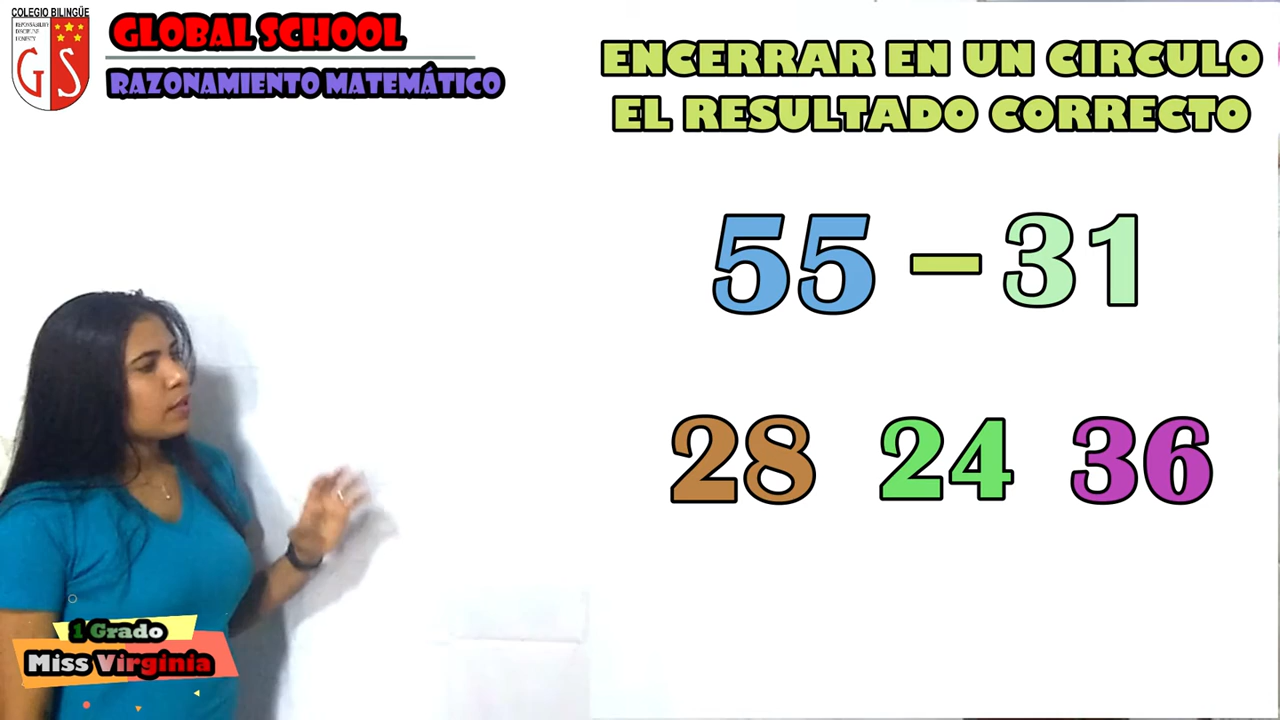 COLEGIO BILINGÜE
GS
GLOBAL SCHOOL
RAZONAMIENTO MATEMÁTICO
ENCERRAR EN UN CIRCULO
EL RESULTADO CORRECTO
55 – 31
28 24 36
1 Grado
Miss Virginia